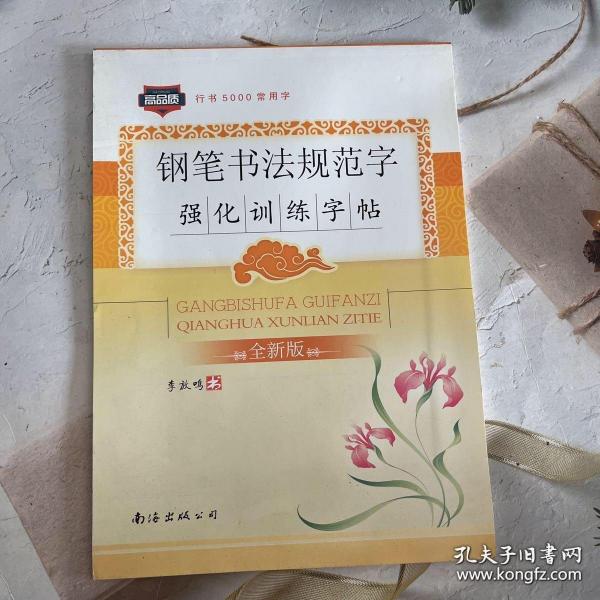 高品质
行书5000常用字
钢笔书法规范字
强化训练字帖
GANGBISHUFA GUIFANZI
QIANGHUA XUNLIAN ZITIE
全新版
李放鸣 书
南海出版公司
孔夫子旧书网
www.kongfz.com